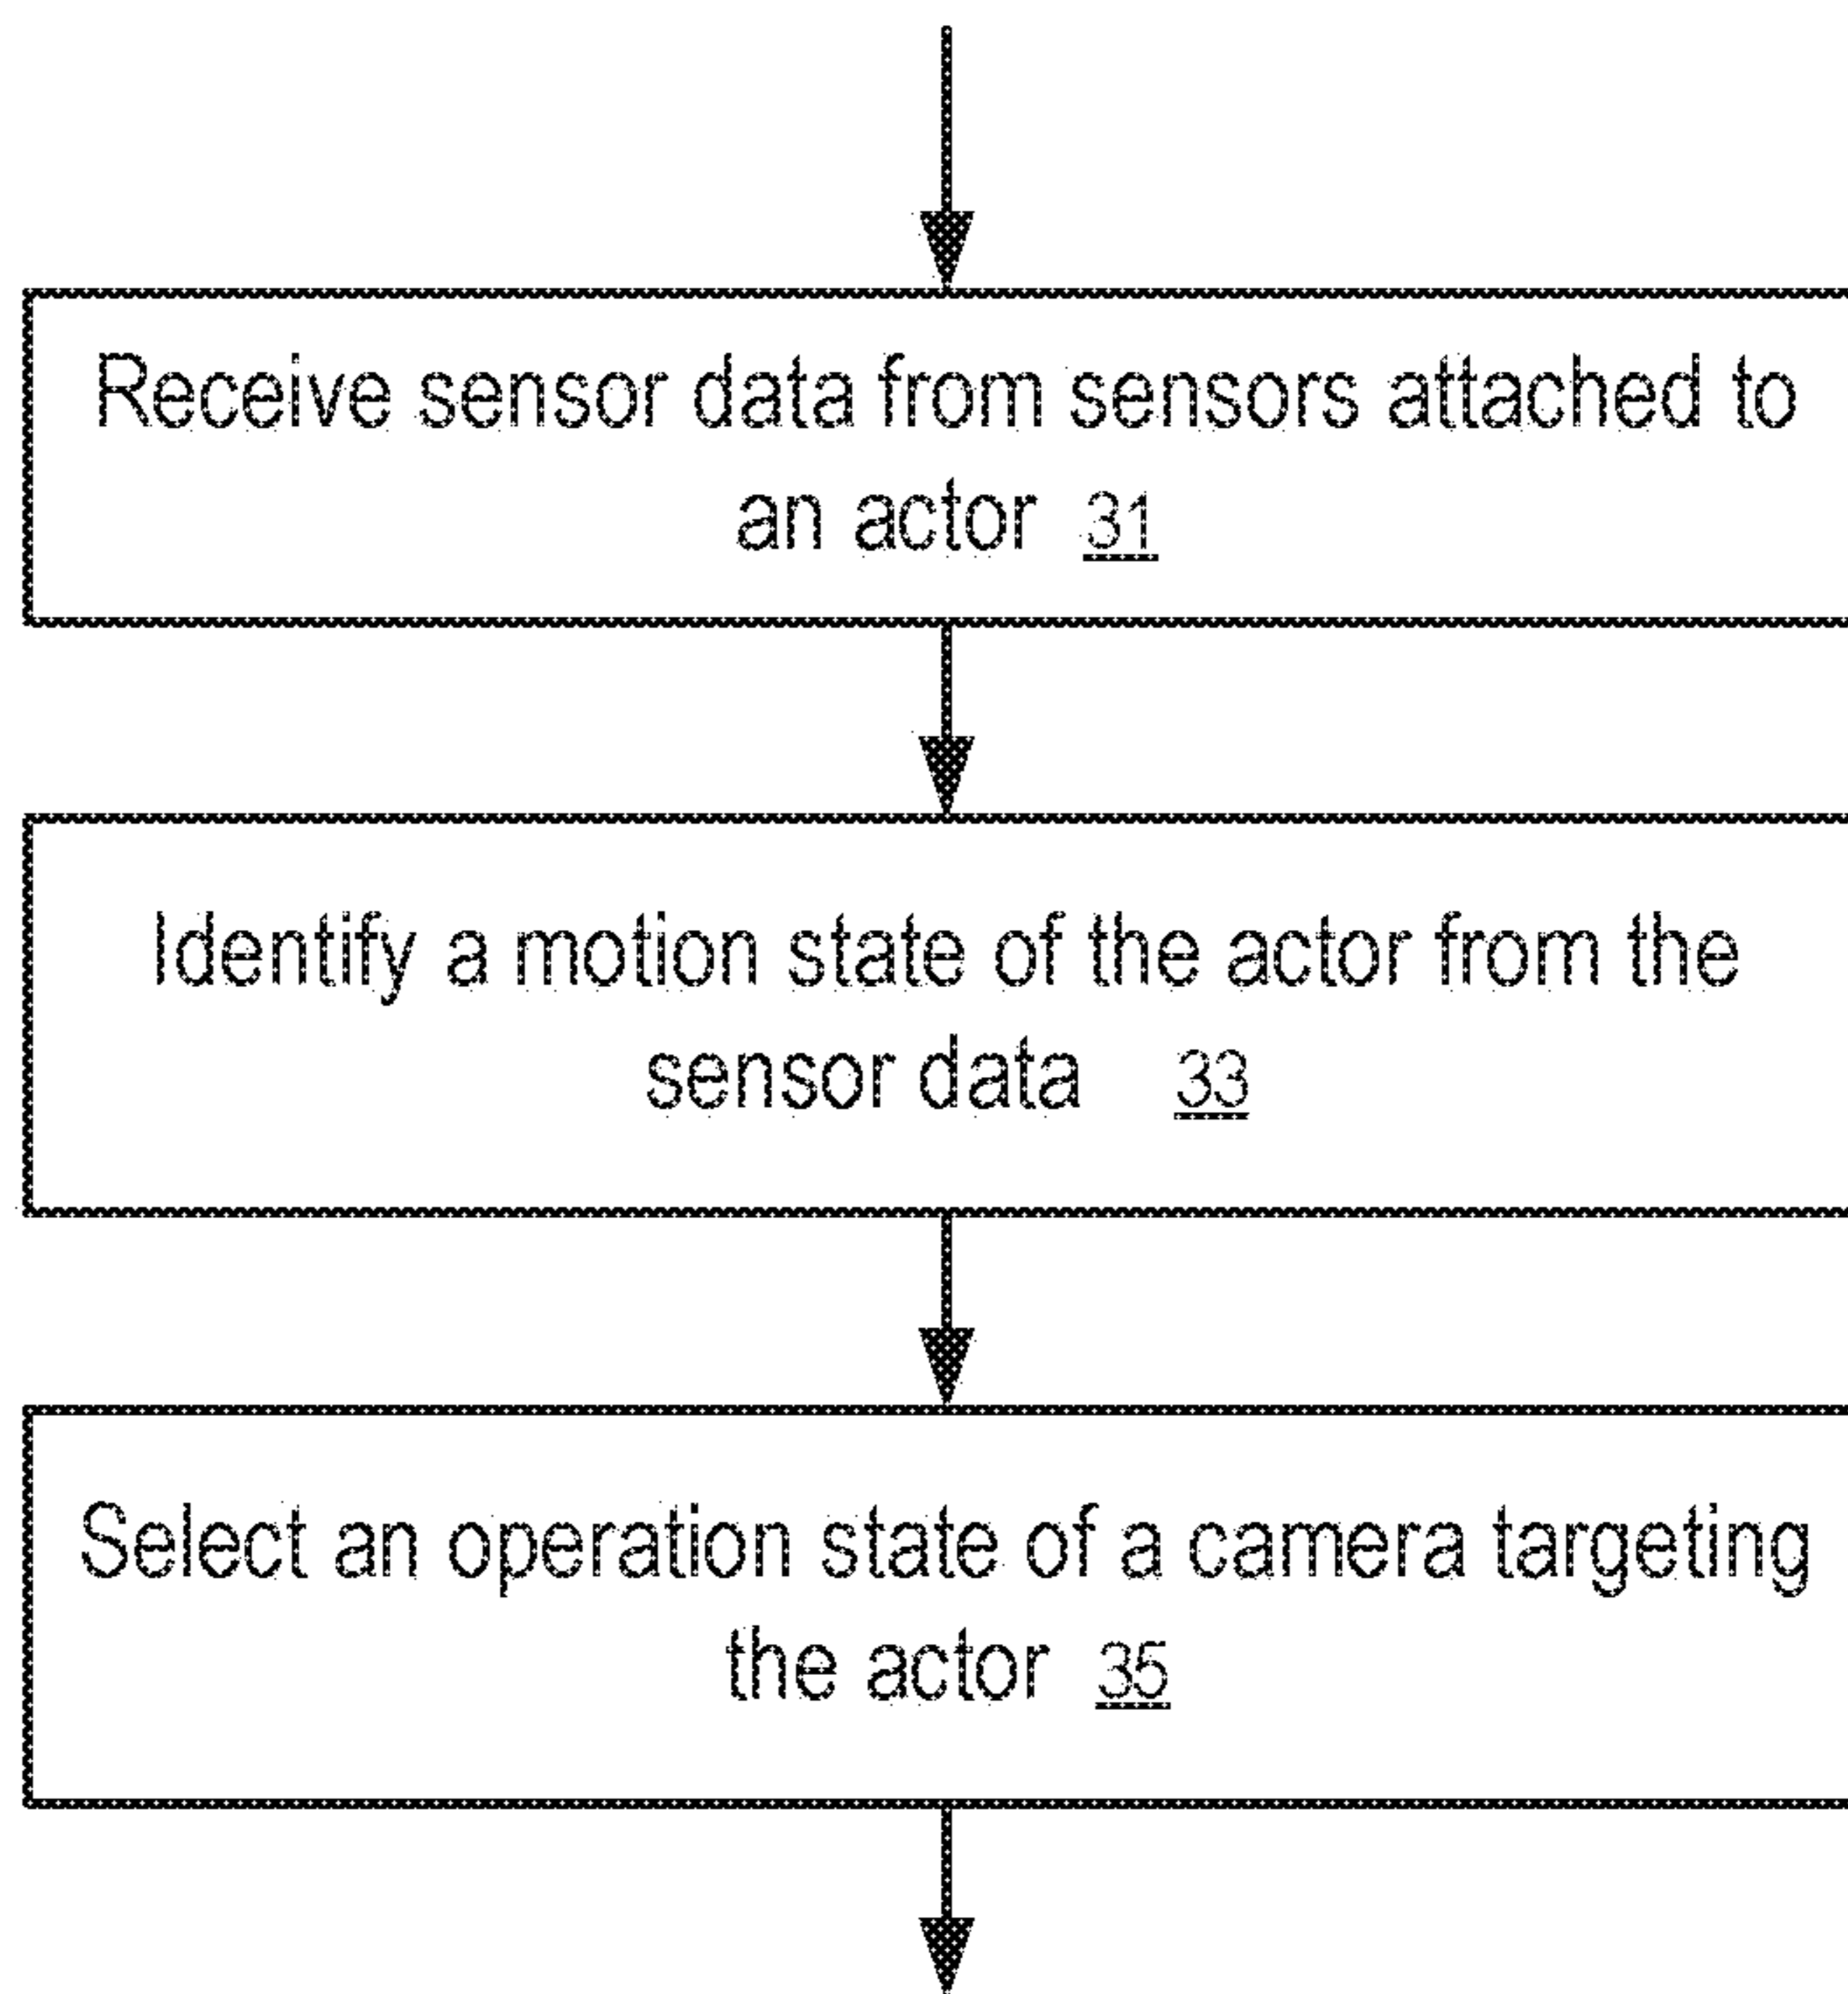 Receive sensor data from sensors attached to
an actor 31
Identify a motion state of the actor from the
sensor data 33
Select an operation state of a camera targeting
the actor 35